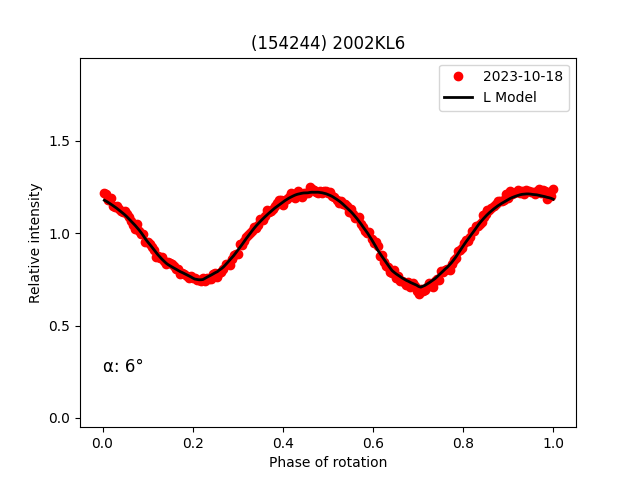 (154244) 2002KL6
2023-10-18
L Model
Relative intensity
1.5
1.0
0.5
0.0
α: 6°
0.0 0.2 0.4 0.6 0.8 1.0
Phase of rotation